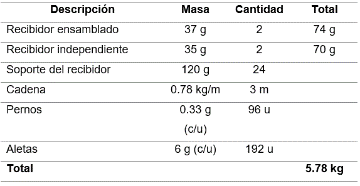 Descripción Masa Cantidad Total
Recibidor ensamblado 37 g 2 74 g
Recibidor independiente 35 g 2 70 g
Soporte del recibidor 120 g 24
Cadena 0.78 kg/m 3 m
Pernos 0.33 g 96 u
(c/u)
Aletas 6 g (c/u) 192 u
Total 5.78 kg